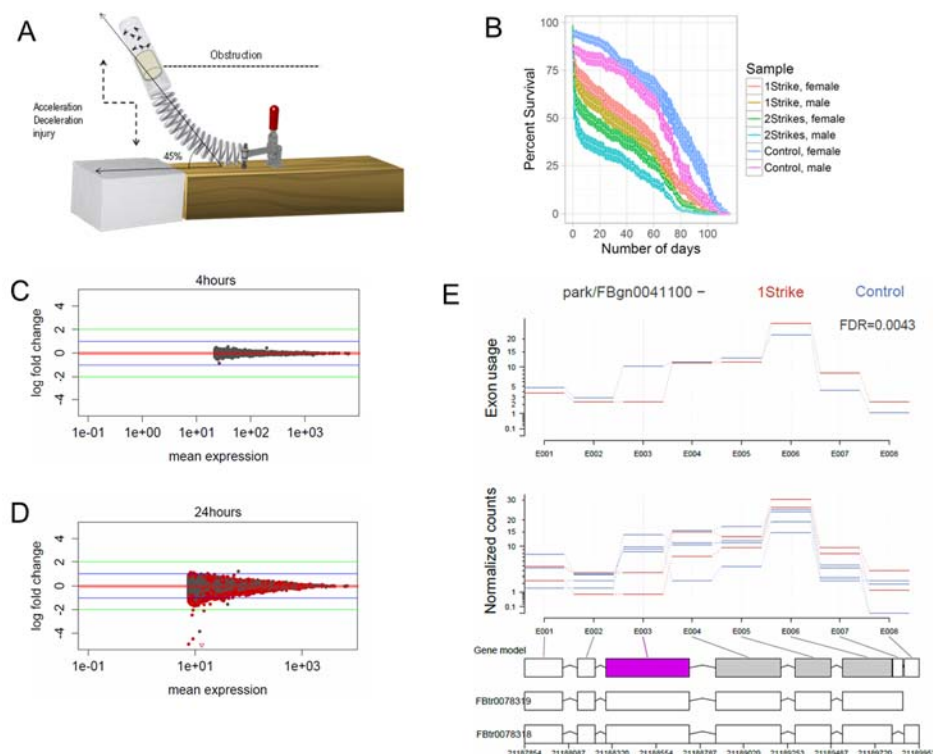 A
Obstruction
Acceleration
Deceleration
injury
45%
B
Percent Survival
100
75
50
25
0
0 20 40 60 80 100
Number of days
Sample
1Strike, female
1Strike, male
2Strikes, female
2Strikes, male
Control, female
Control, male
C
4hours
log fold change
4
2
0
-2
-4
1e-01 1e+00 1e+01 1e+02 1e+03
mean expression
D
24hours
log fold change
4
2
0
-2
-4
1e-01 1e+01 1e+03
mean expression
E
park/FBgn0041100 − 1Strike Control
FDR=0.0043
Exon usage
20
15
10
5
3
2
1
0.1
E001 E002 E003 E004 E005 E006 E007 E008
Normalized counts
30
20
15
10
1
0.1
E001 E002 E003 E004 E005 E006 E007 E008
Gene model
FBtr0078319
FBtr0078318